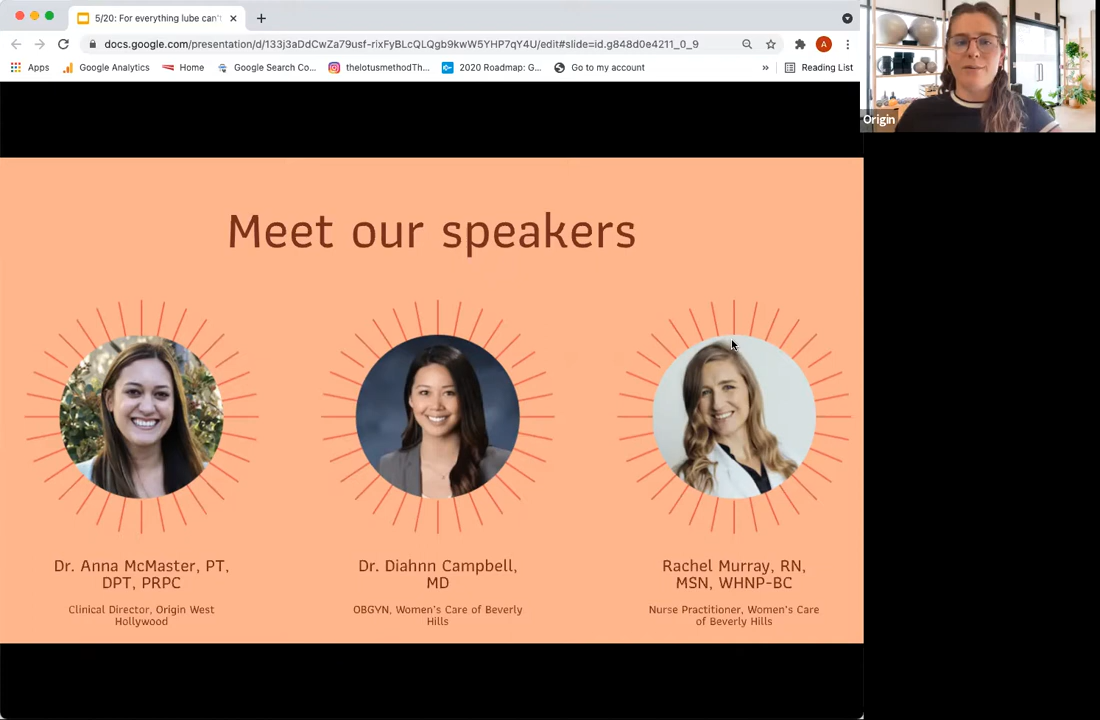 5/20: For everything lube can't
docs.google.com/presentation/d/133j3aDdCwZa79usf-rixFyBLcQLQgb9kwW5YHP7qY4U/edit#slide=id.g848d0e4211_0_9
A
Apps
Google Analytics
Home
Google Search Co...
thelotusmethodTh...
2020 Roadmap: G...
Go to my account
»
Reading List
Origin
Meet our speakers
Dr. Anna McMaster, PT,
DPT, PRPC
Clinical Director, Origin West
Hollywood
Dr. Diahnn Campbell,
MD
OBGYN, Women's Care of Beverly
Hills
Rachel Murray, RN,
MSN, WHNP-BC
Nurse Practitioner, Women's Care
of Beverly Hills